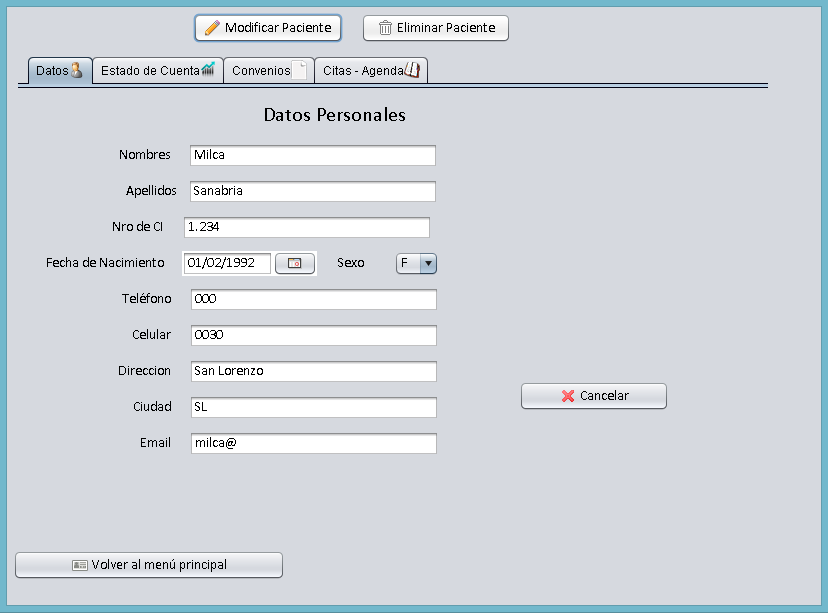 Modificar Paciente Eliminar Paciente
Datos Estado de Cuenta Convenios Citas - Agenda
Datos Personales
Nombres Milca
Apellidos Sanabria
Nro de CI 1.234
Fecha de Nacimiento 01/02/1992 Sexo F
Teléfono 000
Celular 0030
Direccion San Lorenzo
Cancelar
Ciudad SL
Email milca@
Volver al menú principal